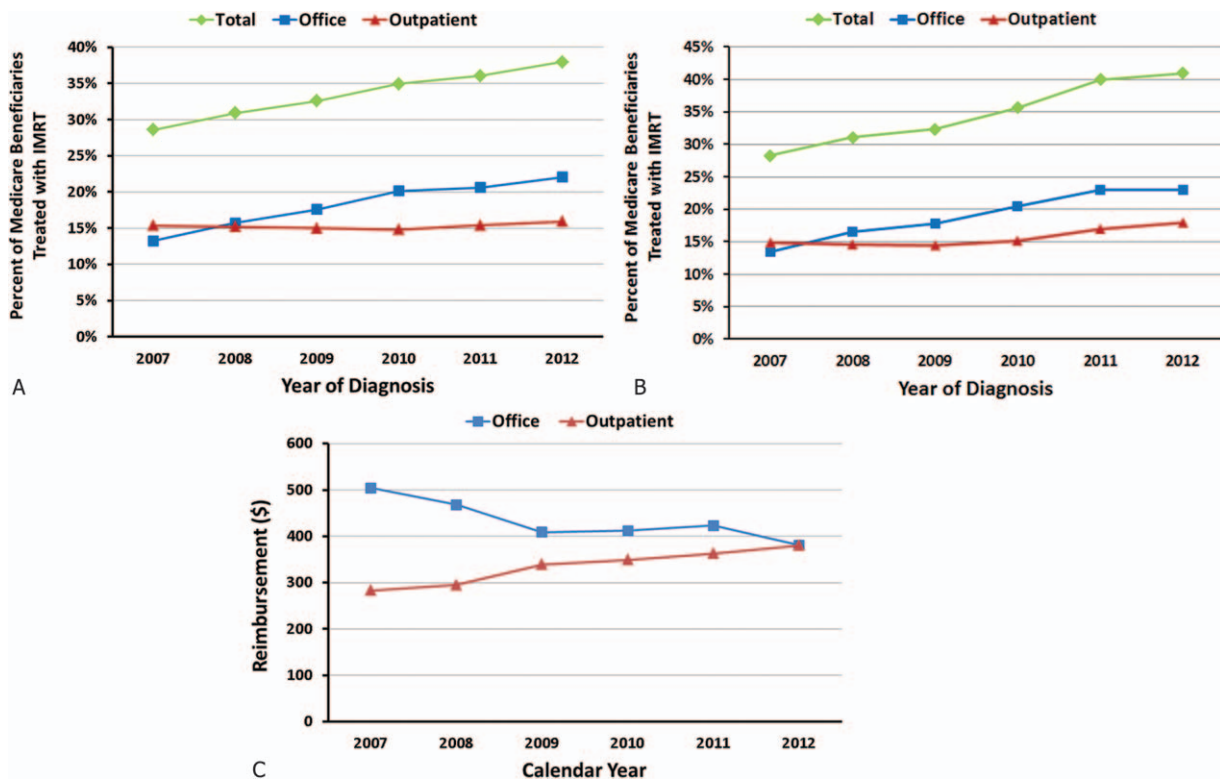 Total Office Outpatient
Percent of Medicare Beneficiaries
Treated with IMRT
40%
35%
30%
25%
20%
15%
10%
5%
0%
2007 2008 2009 2010 2011 2012
Year of Diagnosis
A
Total Office Outpatient
Percent of Medicare Beneficiaries
Treated with IMRT
45%
40%
35%
30%
25%
20%
15%
10%
5%
0%
2007 2008 2009 2010 2011 2012
Year of Diagnosis
B
Office Outpatient
Reimbursement ($)
600
500
400
300
200
100
0
2007 2008 2009 2010 2011 2012
Calendar Year
C